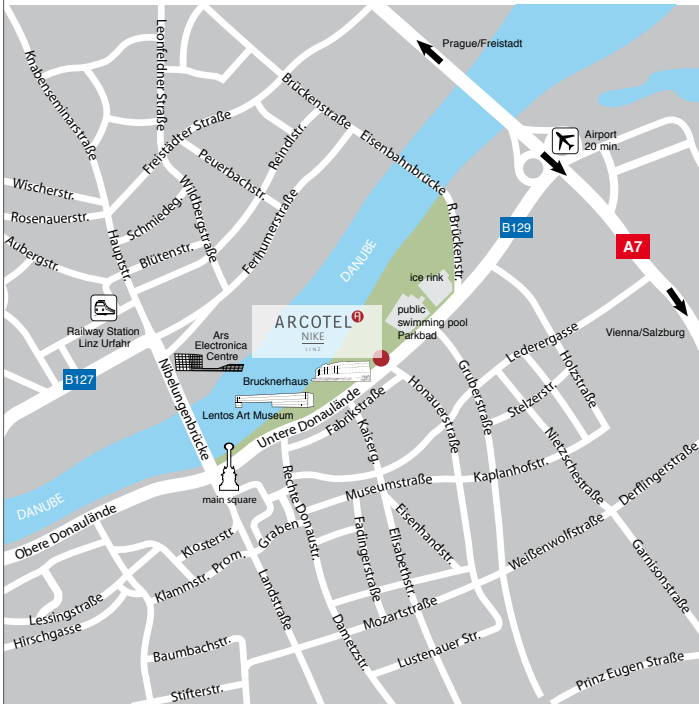 Prague/Freistadt
Knabenseminarstraße
Leonfeldner Straße
Brückenstraße
Eisenbahnbrücke
Airport
20 min.
Freistädter Straße
Reindlstr.
Peuerbachstr.
Wildbergstraße
Wischerstr.
Rosenauerstr.
Schmiedeg.
Ferihumerstraße
R.Brückenstr.
B129
A7
Aubergstr.
Hauptstr.
Blütenstr.
DANUBE
ice rink
Railway Station
Linz Urfahr
public
swimming pool
Parkbad
ARCOTEL
NIKE
LINZ
Vienna/Salzburg
Ars
Electronica
Centre
B127
Nibelungenbrücke
Brucknerhaus
Lentos Art Museum
Untere Donaulände
Fabrikstraße
Kaiserg.
Honauerstraße
Gruberstraße
Lederergasse
Holzstraße
Stelzerstr.
Nietzschestraße
main square
Rechte Donaustr.
Museumstraße
Kaplanhofstr.
Derfflingerstraße
DANUBE
Obere Donaulände
Klosterstr.
Graben
Klammstr.
Prom.
Landstraße
Fadingerstraße
Elisabethstr.
Eisenhandstr.
Weißenwolfstraße
Garnisonstraße
Lessingstraße
Hirschgasse
Mozartstraße
Dametzstr.
Baumbachstr.
Lustenauer Str.
Stifterstr.
Prinz Eugen Straße